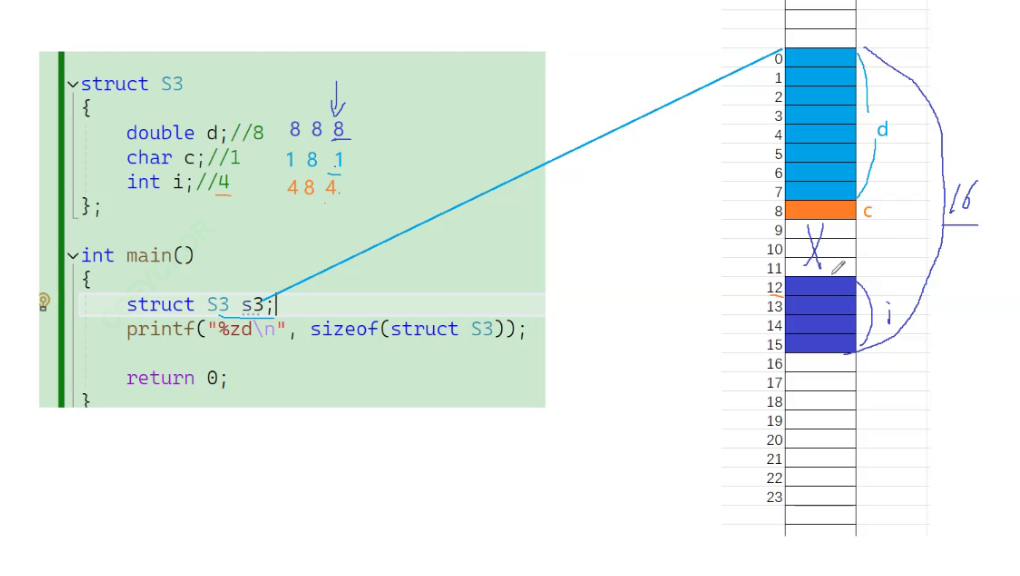 struct S3
{
double d;//8 8 8 8
char c;//1 1 8 1
int i;//4 4 8 4
};
int main()
{
struct S3 s3;
printf("%zd\n", sizeof(struct S3));
return 0;
}
0
1
2
3
4
5
6
7
8
9
10
11
12
13
14
15
16
17
18
19
20
21
22
23
d
c
X
i
16